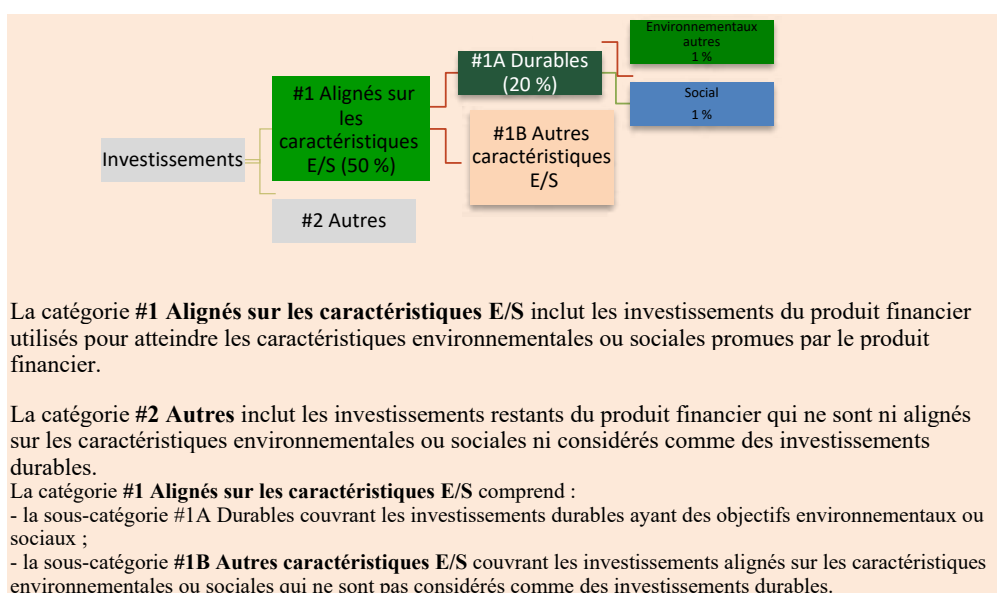 Environnementaux
autres
1 %
#1A Durables
(20 %)
Social
1 %
#1 Alignés sur
les
caractéristiques
E/S (50 %)
#1B Autres
caractéristiques
E/S
Investissements
#2 Autres
La catégorie #1 Alignés sur les caractéristiques E/S inclut les investissements du produit financier
utilisés pour atteindre les caractéristiques environnementales ou sociales promues par le produit
financier.
La catégorie #2 Autres inclut les investissements restants du produit financier qui ne sont ni alignés
sur les caractéristiques environnementales ou sociales ni considérés comme des investissements
durables.
La catégorie #1 Alignés sur les caractéristiques E/S comprend :
- la sous-catégorie #1A Durables couvrant les investissements durables ayant des objectifs environnementaux ou
sociaux ;
- la sous-catégorie #1B Autres caractéristiques E/S couvrant les investissements alignés sur les caractéristiques
environnementales ou sociales qui ne sont pas considérés comme des investissements durables.